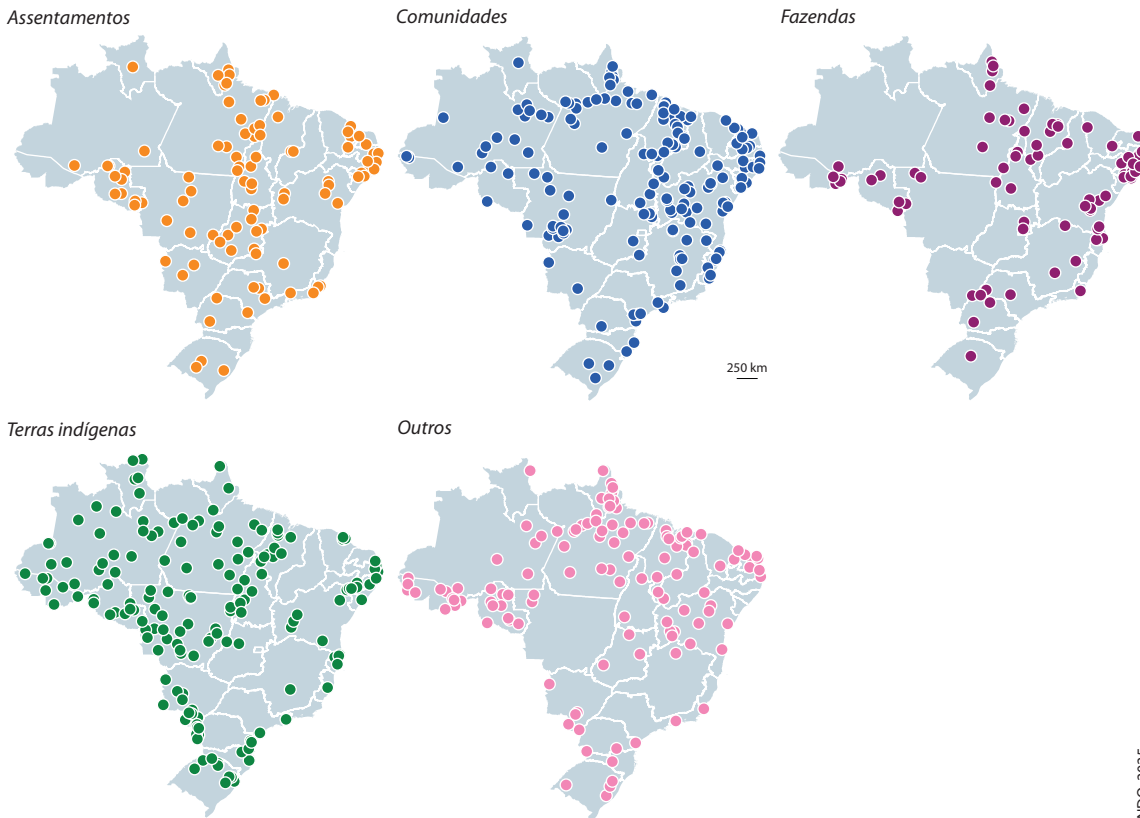 Assentamentos
Comunidades
Fazendas
250 km
Terras indígenas
Outros